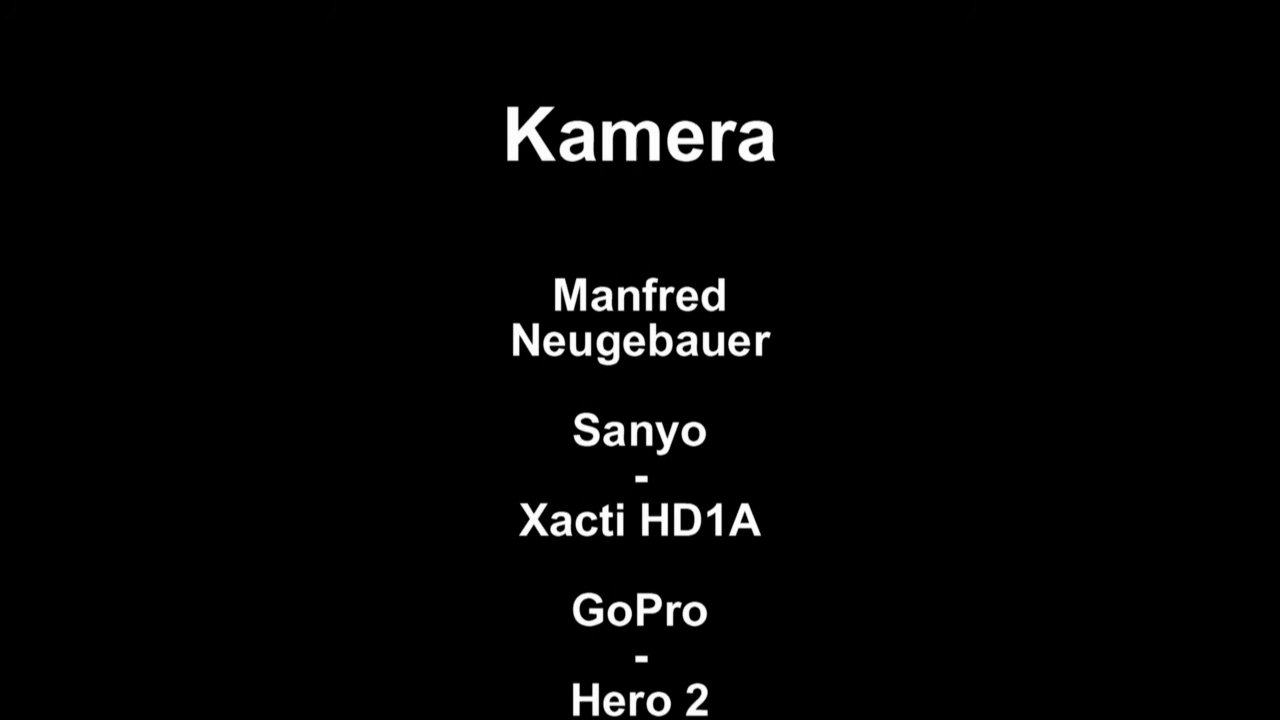 Kamera
Manfred
Neugebauer
Sanyo
-
Xacti HD1A
GoPro
-
Hero 2